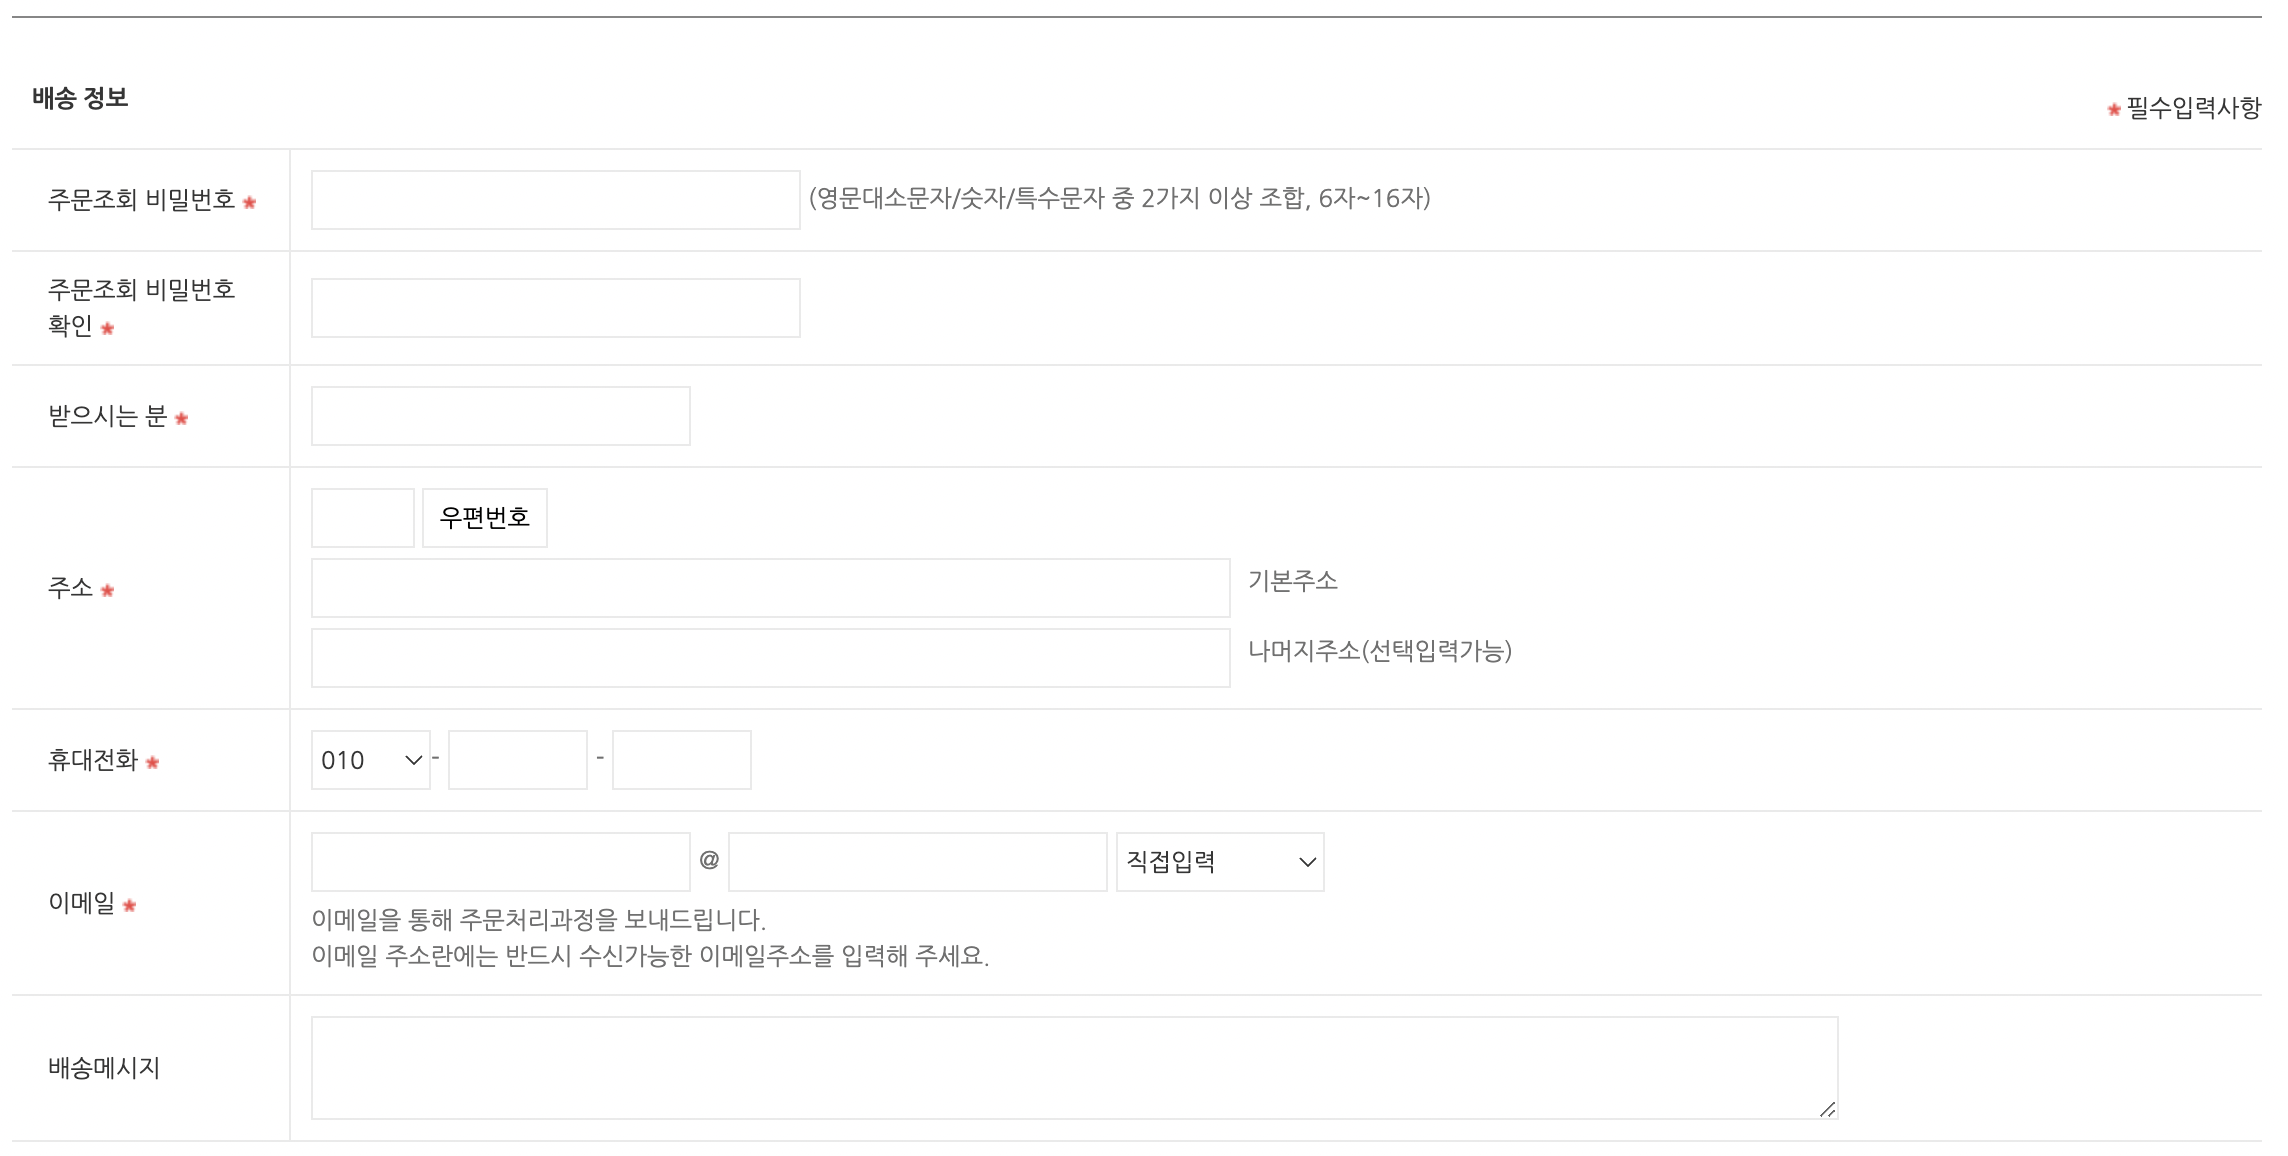 배송 정보
* 필수입력사항
주문조회 비밀번호 * (영문대소문자/숫자/특수문자 중 2가지 이상 조합, 6자~16자)
주문조회 비밀번호
확인 *
받으시는 분 *
우편번호
주소 *
기본주소
나머지주소(선택입력가능)
휴대전화 * 010 - -
이메일 * @ 직접입력
이메일을 통해 주문처리과정을 보내드립니다.
이메일 주소란에는 반드시 수신가능한 이메일주소를 입력해 주세요.
배송메시지